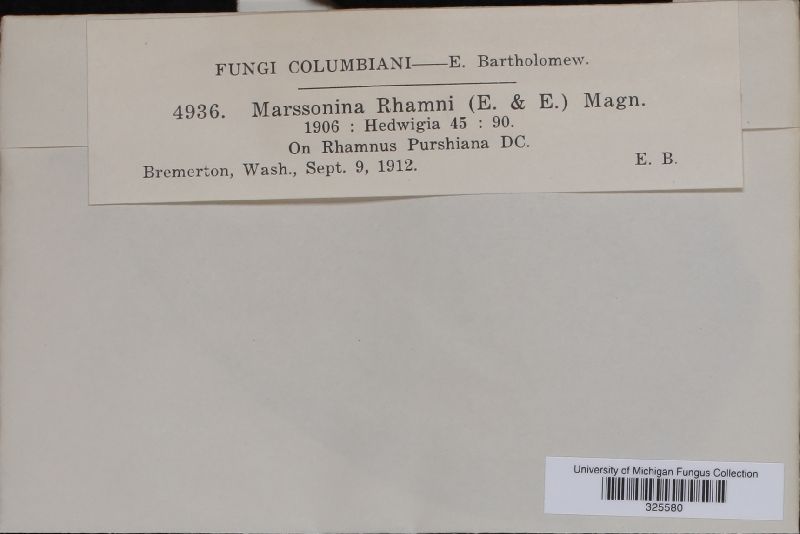 FUNGI COLUMBIANI——E. Bartholomew.
4936. Marssonina Rhamni (E. & E.) Magn.
1906 : Hedwigia 45 : 90.
On Rhamnus Purshiana DC.
Bremerton, Wash., Sept. 9, 1912. E. B.
University of Michigan Fungus Collection
325580